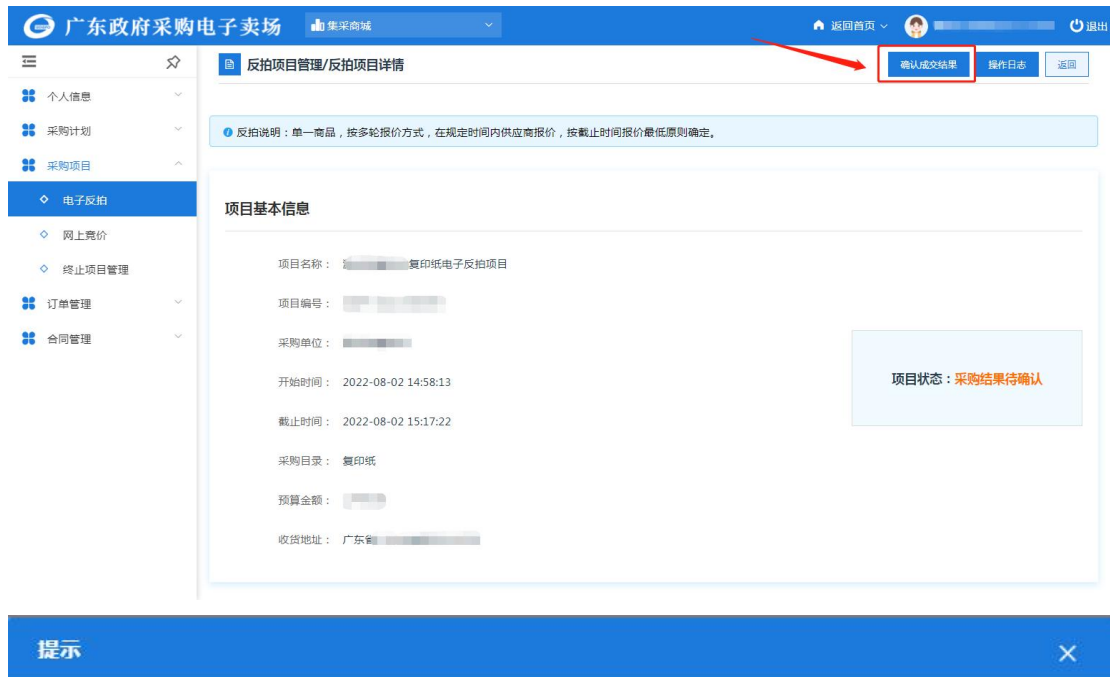 广东政府采购电子卖场
集采商城
返回首页
退出
反拍项目管理/反拍项目详情
确认成交结果
操作日志
返回
个人信息
采购计划
采购项目
电子反拍
网上竞价
终止项目管理
订单管理
合同管理
反拍说明：单一商品，按多轮报价方式，在规定时间内供应商报价，按截止时间报价最低原则确定。
项目基本信息
项目名称： 复印纸电子反拍项目
项目编号：
采购单位：
开始时间： 2022-08-02 14:58:13
截止时间： 2022-08-02 15:17:22
采购目录： 复印纸
预算金额：
收货地址： 广东省
项目状态：采购结果待确认
提示